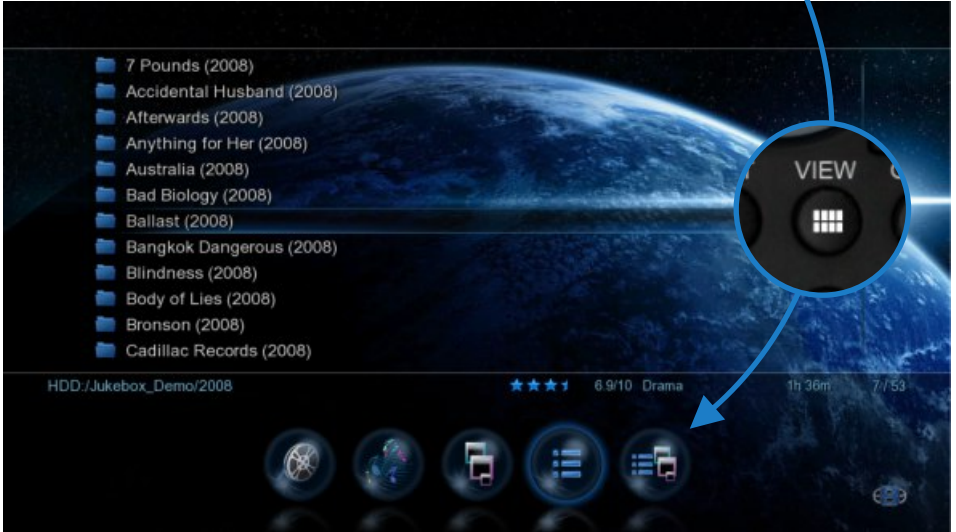 7 Pounds (2008)
Accidental Husband (2008)
Afterwards (2008)
Anything for Her (2008)
Australia (2008)
Bad Biology (2008)
Ballast (2008)
Bangkok Dangerous (2008)
Blindness (2008)
Body of Lies (2008)
Bronson (2008)
Cadillac Records (2008)
VIEW
HDD:/Jukebox_Demo/2008 6.9/10 Drama 1h 36m 7 / 53